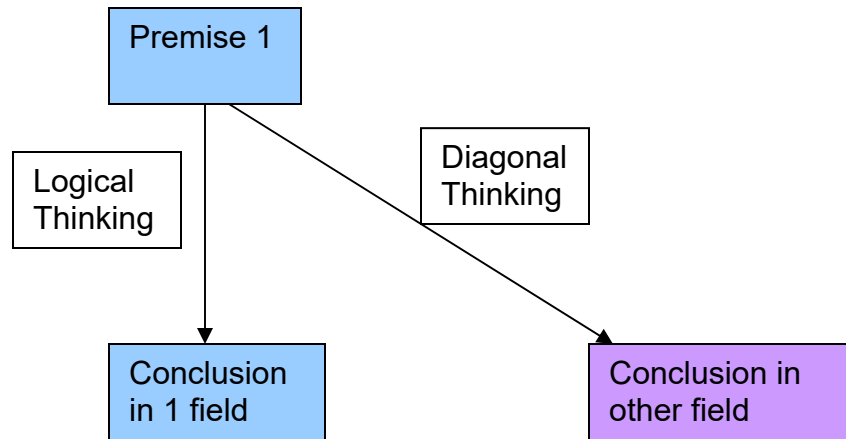 Premise 1
Logical
Thinking
Diagonal
Thinking
Conclusion
in 1 field
Conclusion in
other field